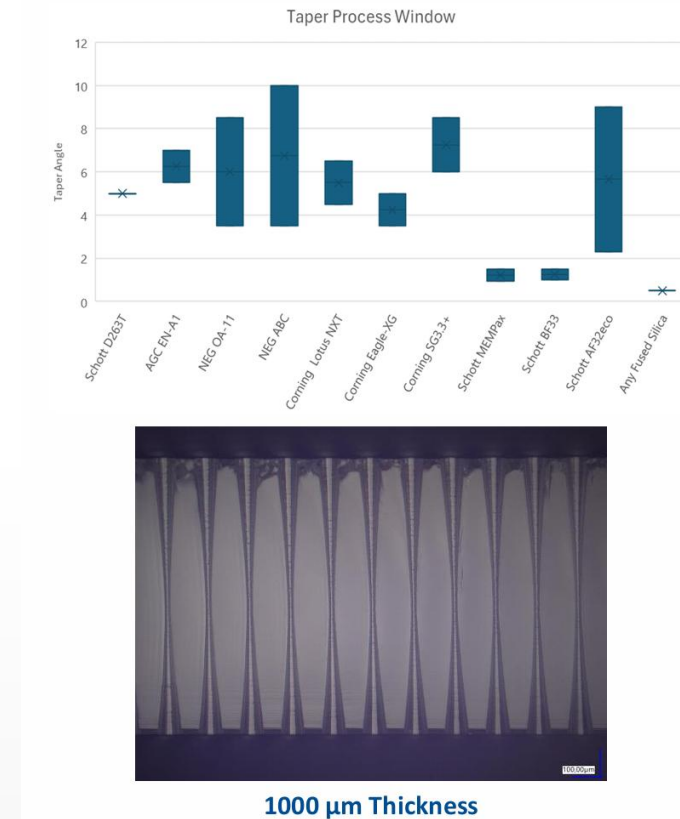 Taper Process Window
12
10
8
6
4
2
0
Taper Angle
Schott D263T
AGC EN-A1
NEG OA-11
NEG ABC
Corning Lotus NXT
Corning Eagle-XG
Corning SG3.3+
Schott MEMPax
Schott BF33
Schott AF32eco
Any Fused Silica
100,00µm
1000 µm Thickness